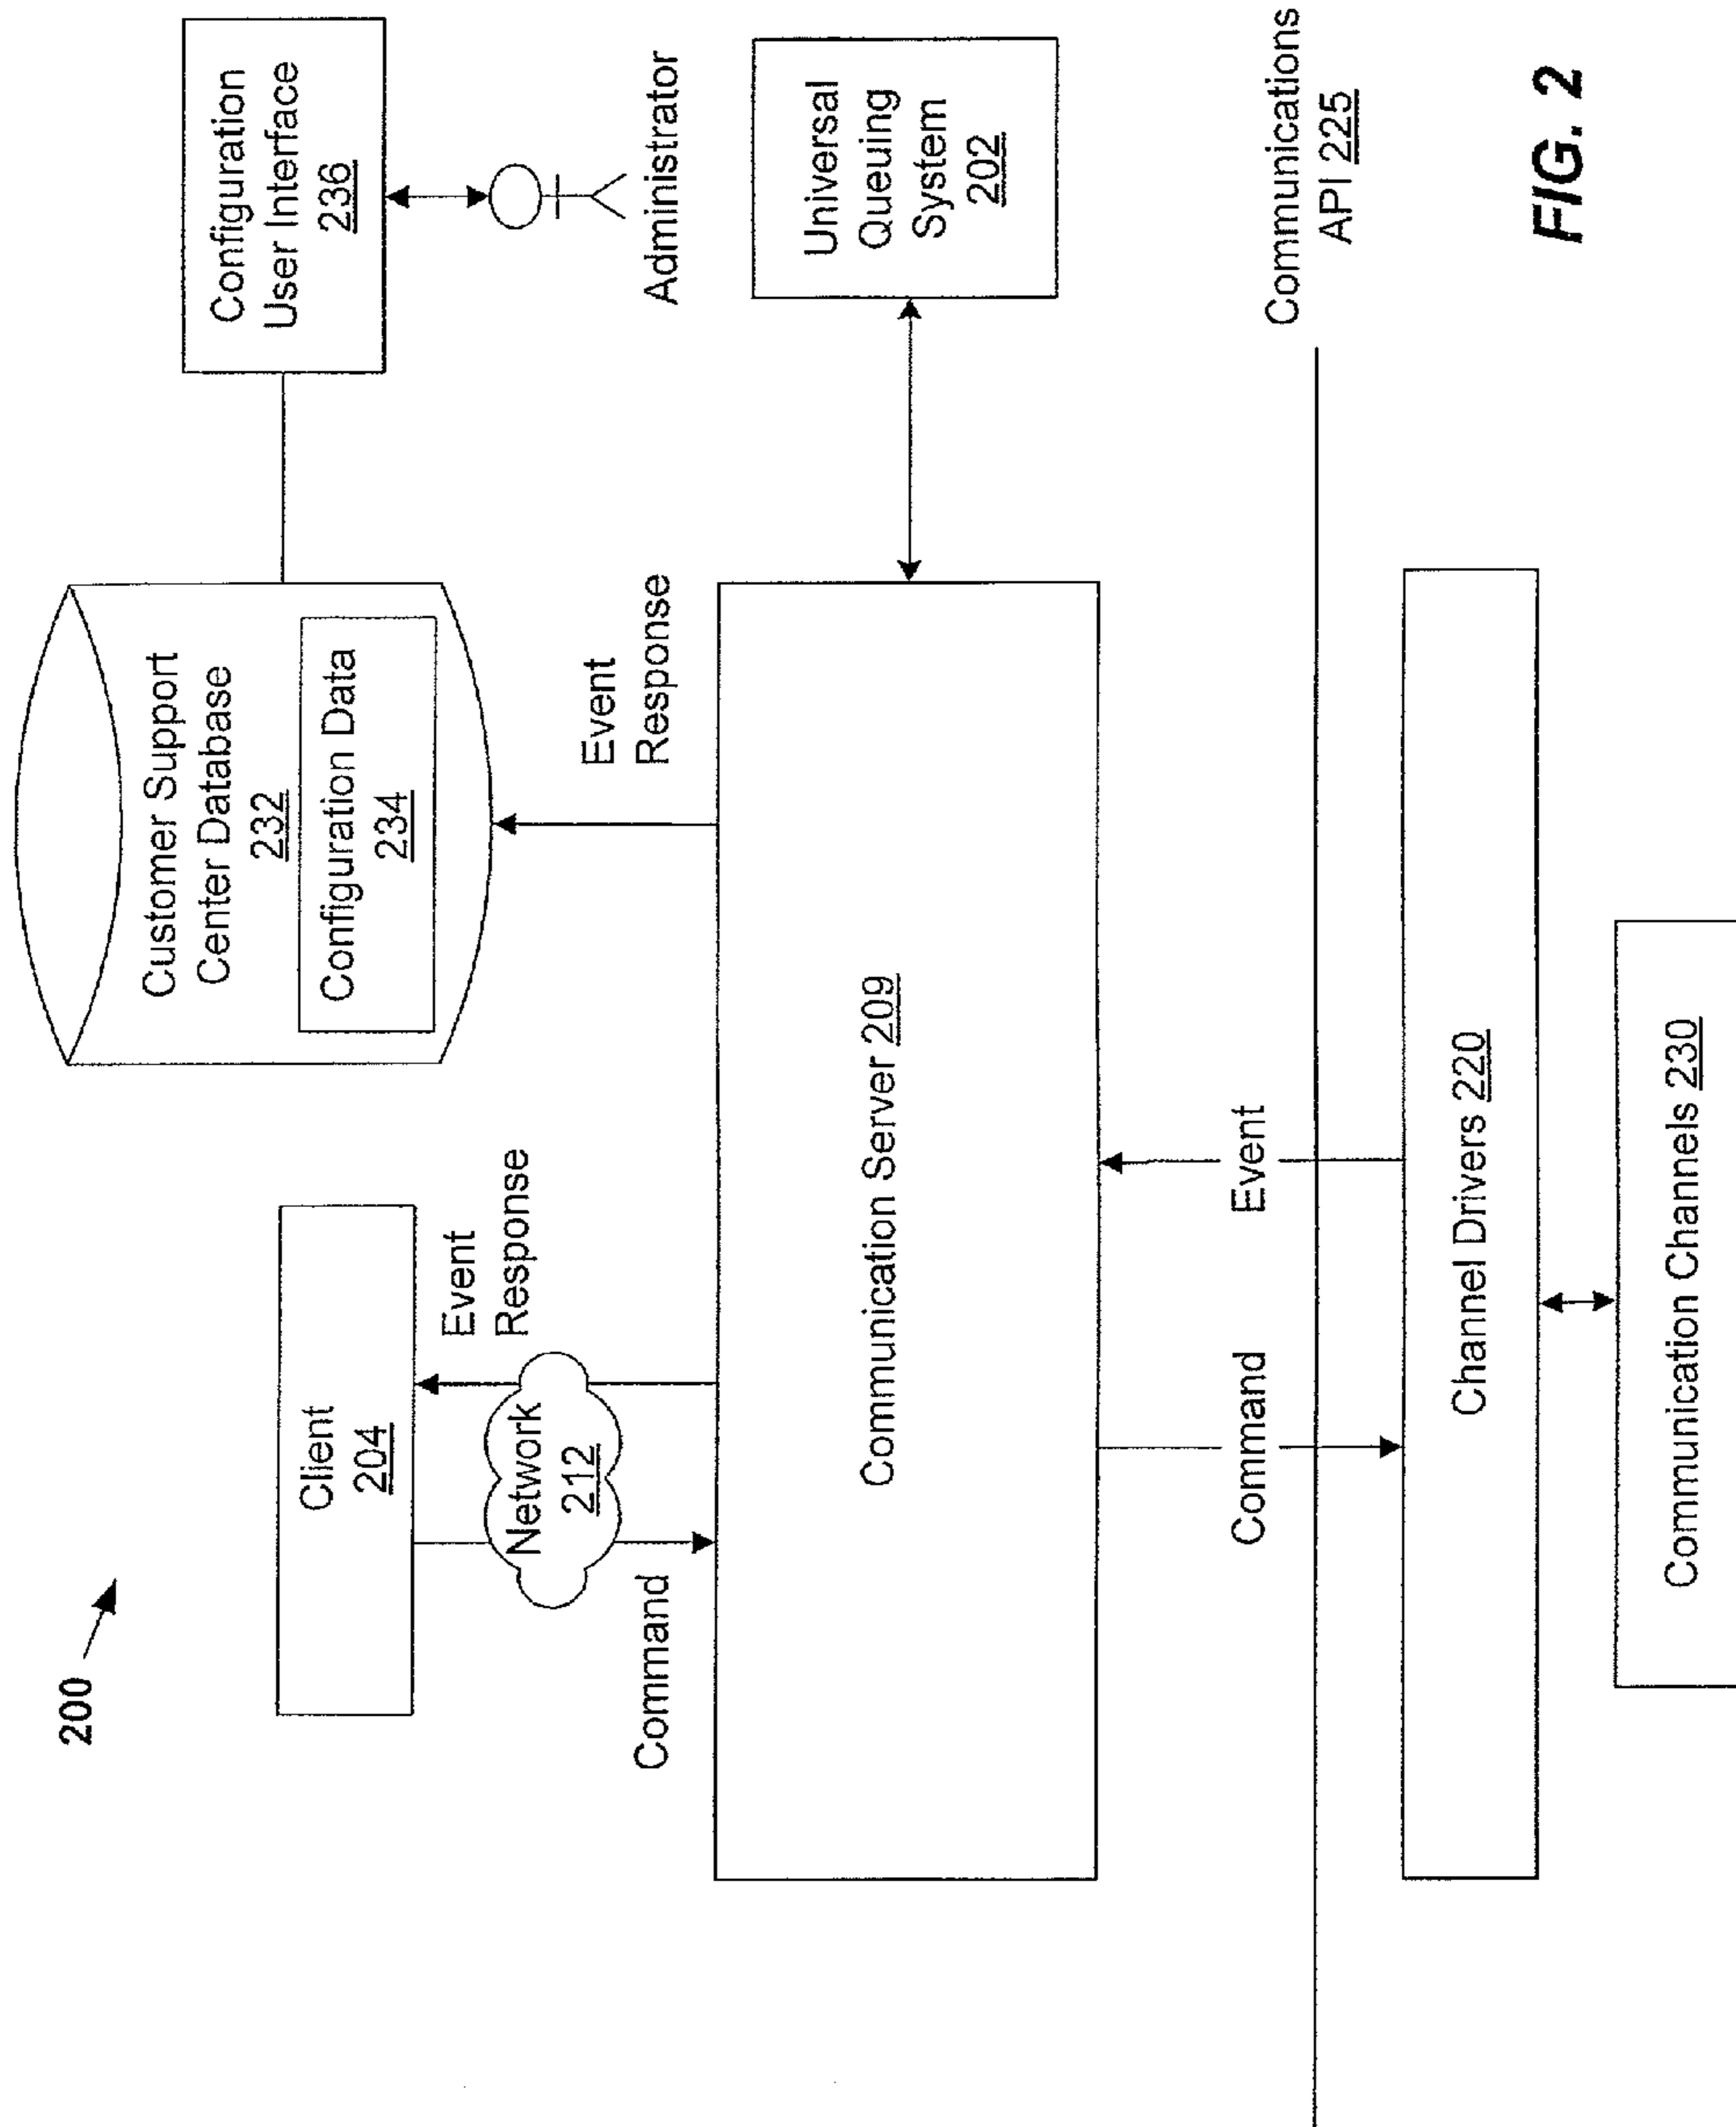 200
Client
204
Event
Response
Network
212
Command
Customer Support
Center Database
232
Configuration Data
234
Event
Response
Configuration
User Interface
236
Administrator
Communication Server 209
Universal
Queuing
System
202
Command
Event
Communications
API 225
Channel Drivers 220
Communication Channels 230
FIG. 2